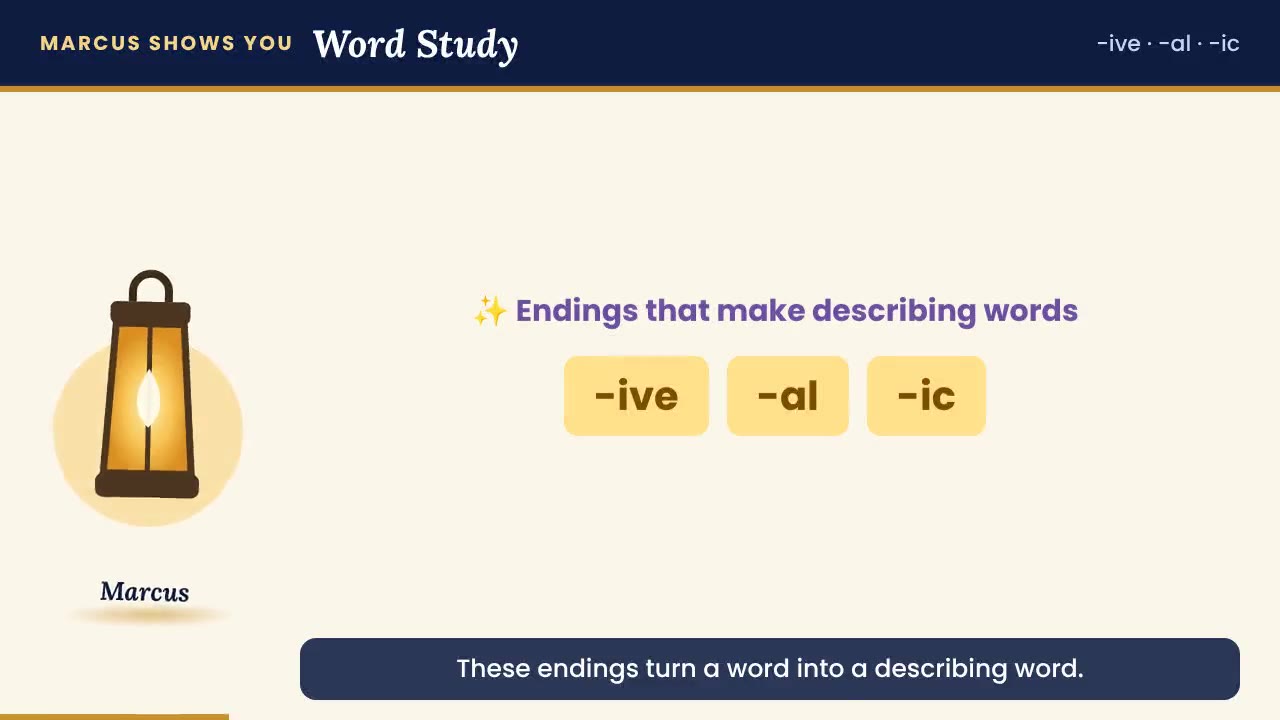 MARCUS SHOWS YOU Word Study
-ive · -al · -ic
✨ Endings that make describing words
-ive -al -ic
Marcus
These endings turn a word into a describing word.